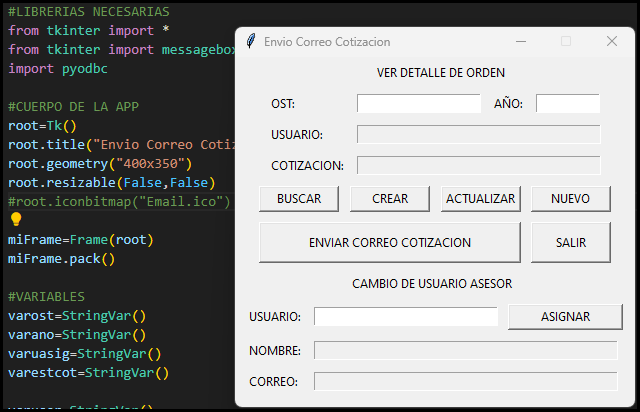 #LIBRERIAS NECESARIAS
from tkinter import *
from tkinter import messagebox
import pyodbc
#CUERPO DE LA APP
root=Tk()
root.title("Envio Correo Cotiz
root.geometry("400x350")
root.resizable(False,False)
#root.iconbitmap("Email.ico")
miFrame=Frame(root)
miFrame.pack()
#VARIABLES
varost=StringVar()
varano=StringVar()
varuasig=StringVar()
varestcot=StringVar()
Envio Correo Cotizacion
VER DETALLE DE ORDEN
OST: AÑO:
USUARIO:
COTIZACION:
BUSCAR CREAR ACTUALIZAR NUEVO
ENVIAR CORREO COTIZACION SALIR
CAMBIO DE USUARIO ASESOR
USUARIO: ASIGNAR
NOMBRE:
CORREO: